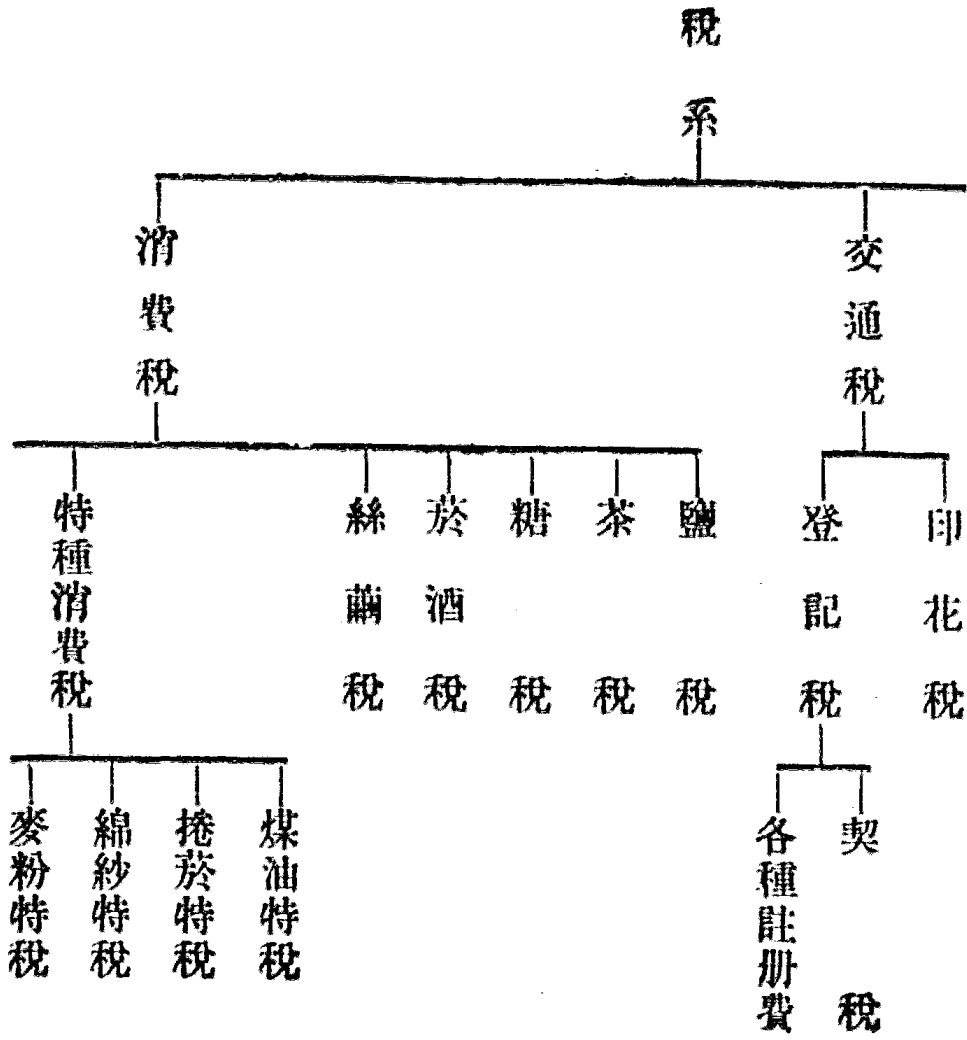 稅系
交通稅
消費稅
印花稅
登記稅
鹽稅
茶稅
糖稅
菸酒稅
絲繭稅
特種消費稅
契稅
各種註册費
煤油特稅
捲菸特稅
綿紗特稅
麥粉特稅